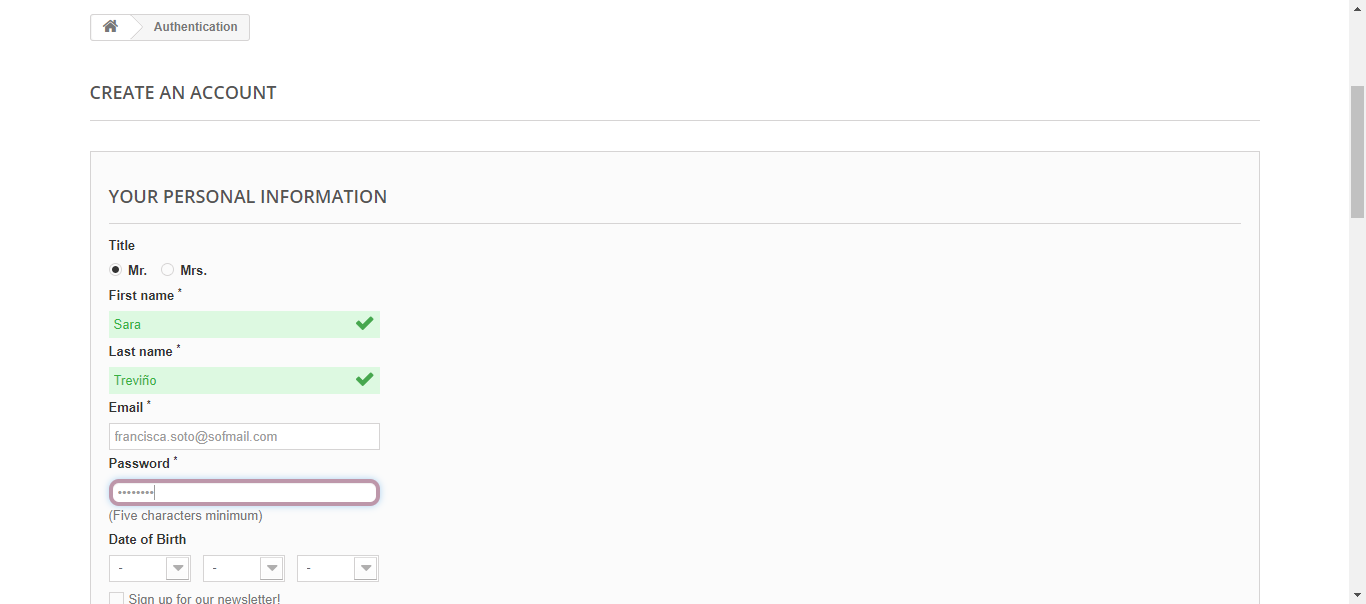 Authentication
CREATE AN ACCOUNT
YOUR PERSONAL INFORMATION
Title
Mr. Mrs.
First name *
Sara
Last name *
Treviño
Email *
francisca.soto@sofmail.com
Password *
••••••••
(Five characters minimum)
Date of Birth
- - -
Sign up for our newsletter!